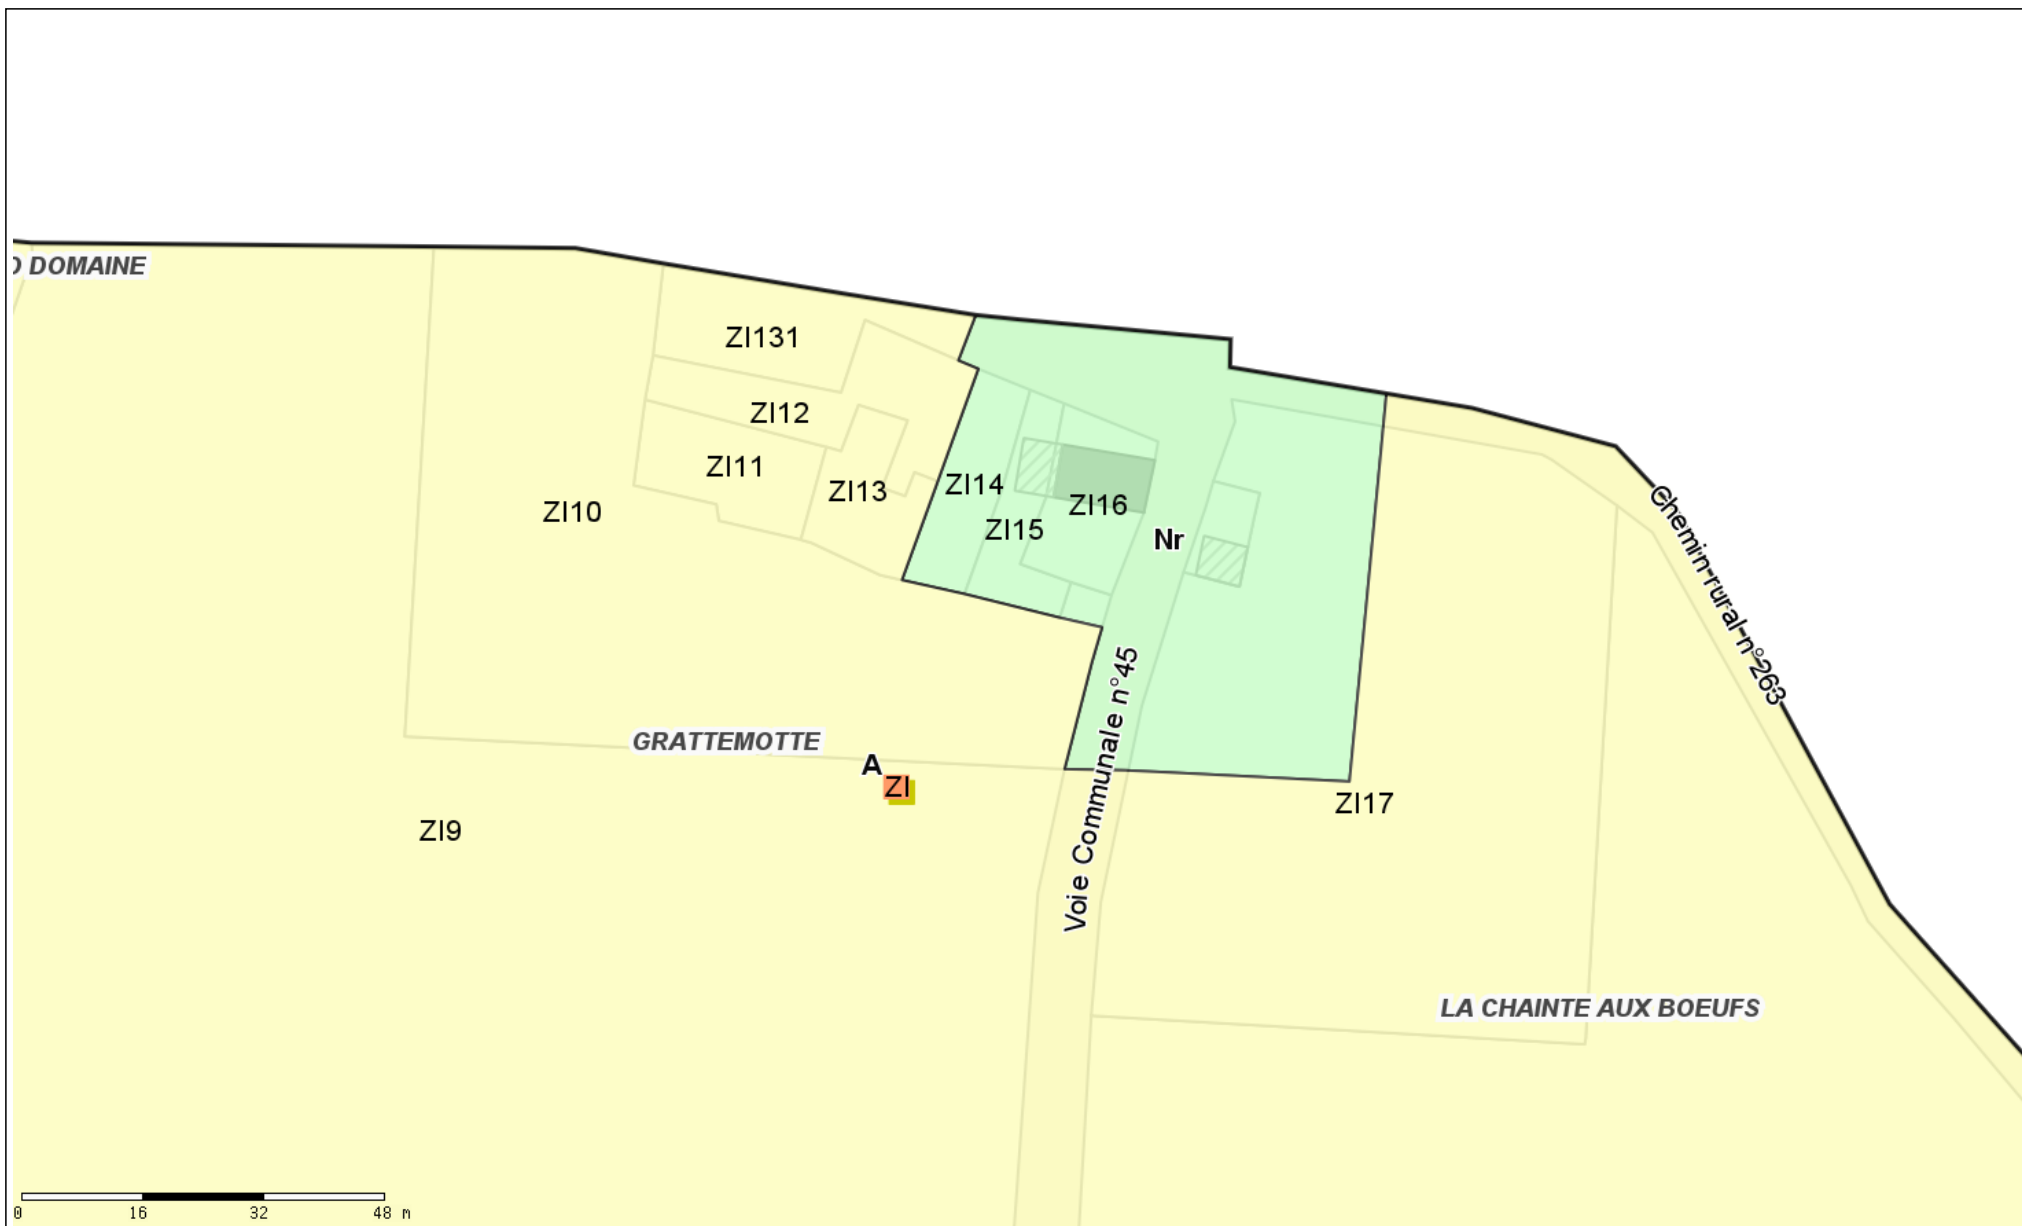 DOMAINE
ZI131
ZI12
ZI11
ZI13
ZI14
ZI10
ZI16
ZI15
Nr
Chemin rural n°263
Voie Communale n°45
GRATTEMOTTE
A
ZI
ZI17
ZI9
LA CHAINTE AUX BOEUFS
0 16 32 48 m